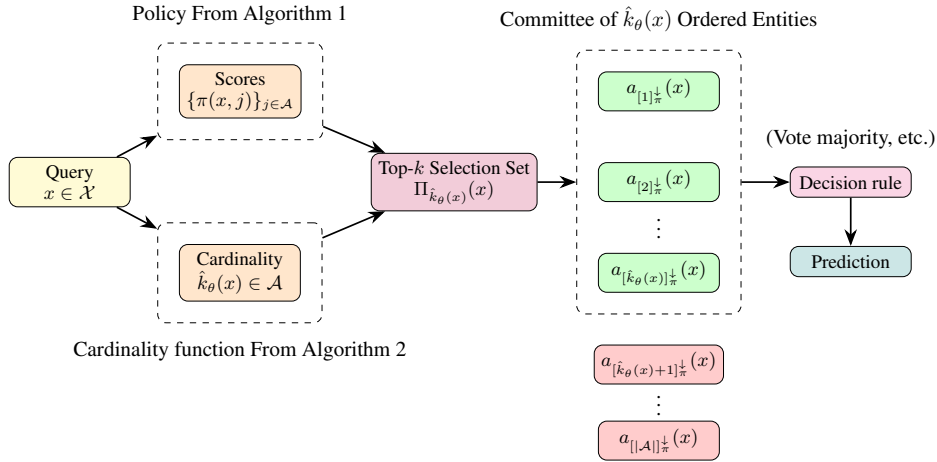 Policy From Algorithm 1
Committee of $\hat{k}_\theta(x)$ Ordered Entities
Scores
$\{\pi(x, j)\}_{j \in \mathcal{A}}$
Query
$x \in \mathcal{X}$
Cardinality
$\hat{k}_\theta(x) \in \mathcal{A}$
Cardinality function From Algorithm 2
Top-$k$ Selection Set
$\Pi_{\hat{k}_\theta(x)}(x)$
$a_{[1]_\pi^\downarrow}(x)$
$a_{[2]_\pi^\downarrow}(x)$
⋮
$a_{[\hat{k}_\theta(x)]_\pi^\downarrow}(x)$
$a_{[\hat{k}_\theta(x)+1]_\pi^\downarrow}(x)$
⋮
$a_{[|\mathcal{A}|]_\pi^\downarrow}(x)$
(Vote majority, etc.)
Decision rule
Prediction